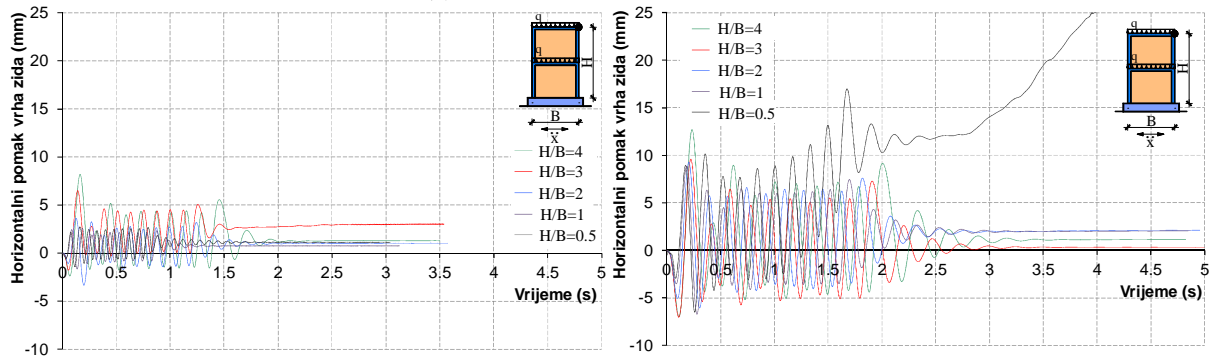 Horizontalni pomak vrha zida (mm)
25
20
15
10
5
0
-5
-10
0 0.5 1 1.5 2 2.5 3 3.5 4 4.5 5
Vrijeme (s)
q
q
H
B
ẍ
H/B=4
H/B=3
H/B=2
H/B=1
H/B=0.5
Horizontalni pomak vrha zida (mm)
25
20
15
10
5
0
-5
-10
0 0.5 1 1.5 2 2.5 3 3.5 4 4.5 5
Vrijeme (s)
H/B=4
H/B=3
H/B=2
H/B=1
H/B=0.5
q
q
H
B
ẍ